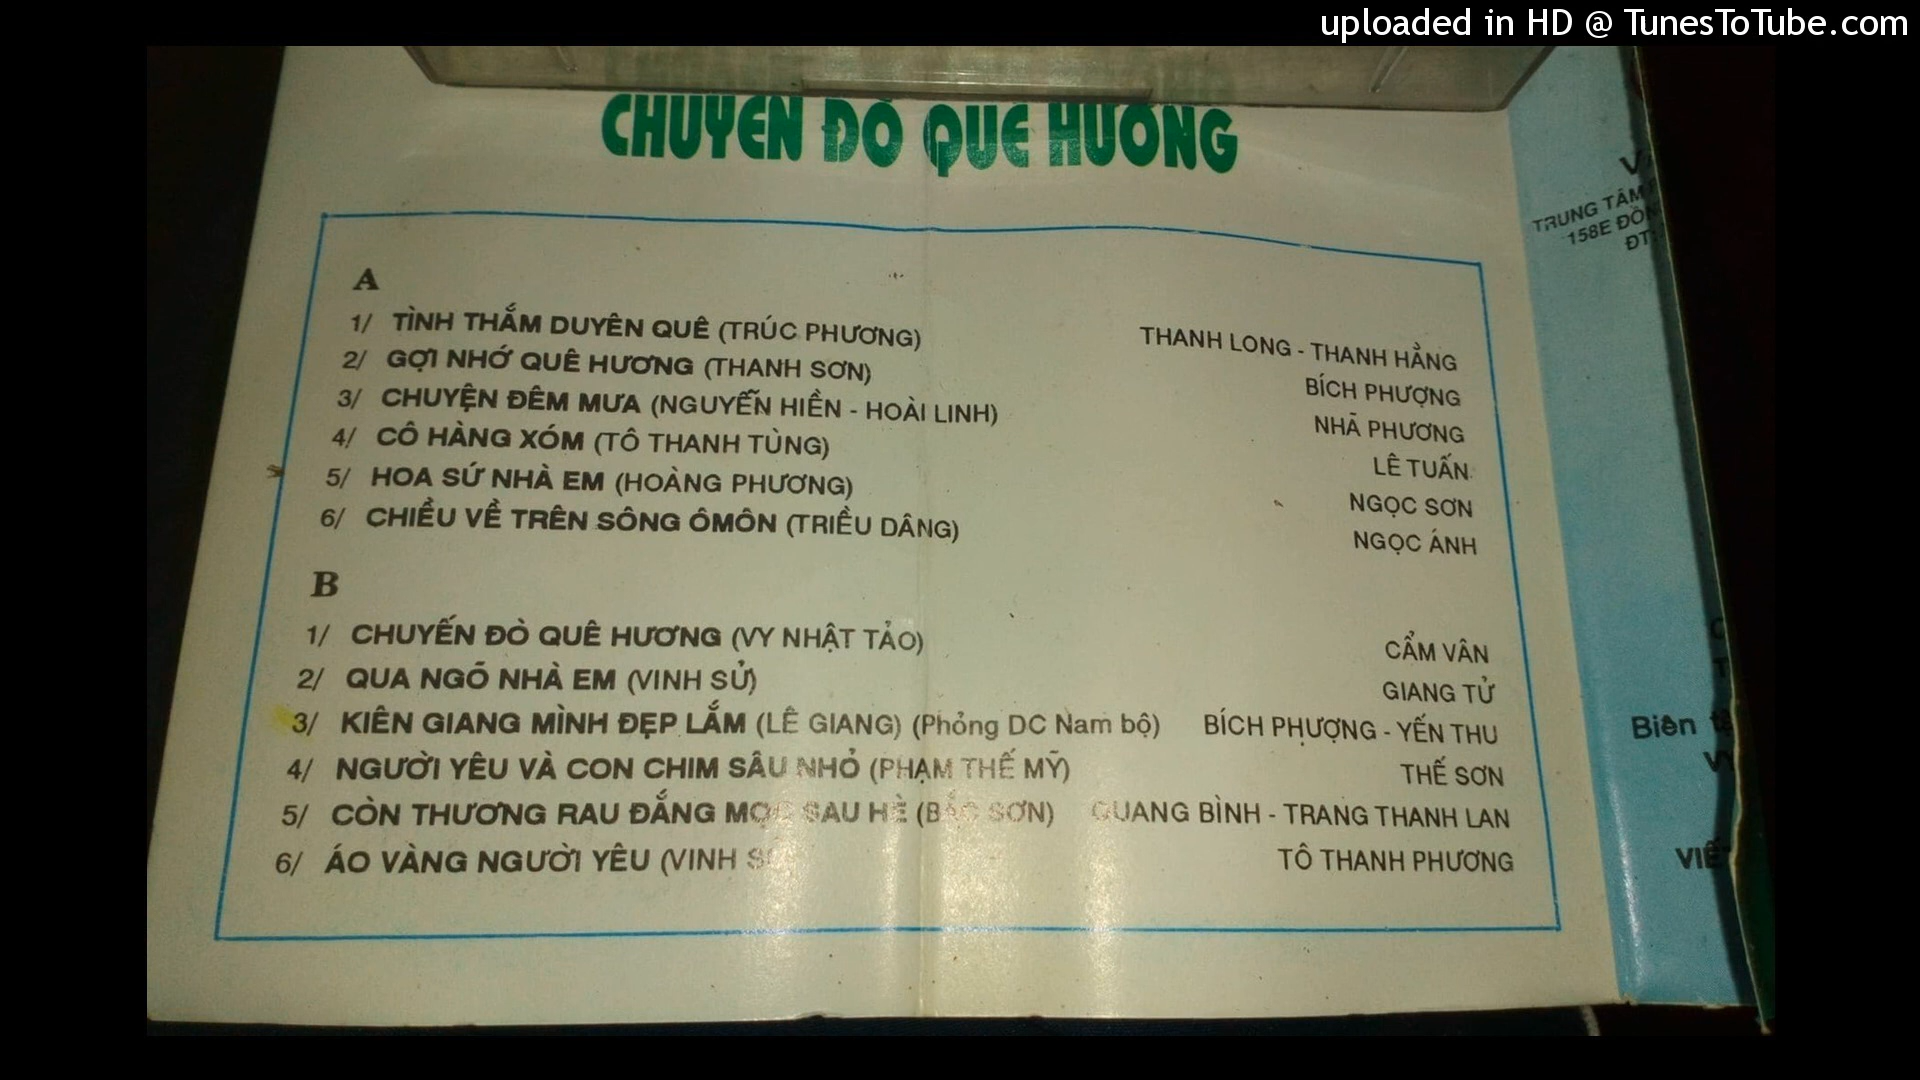 uploaded in HD @ TunesToTube.com
CHUYẾN ĐÒ QUÊ HƯƠNG
TRUNG TÂM
158E
ĐT:
A
1/ TÌNH THẮM DUYÊN QUÊ (TRÚC PHƯƠNG) THANH LONG - THANH HẰNG
2/ GỢI NHỚ QUÊ HƯƠNG (THANH SƠN) BÍCH PHƯỢNG
3/ CHUYỆN ĐÊM MƯA (NGUYỄN HIỀN - HOÀI LINH) NHÃ PHƯƠNG
4/ CÔ HÀNG XÓM (TÔ THANH TÙNG) LÊ TUẤN
5/ HOA SỨ NHÀ EM (HOÀNG PHƯƠNG) NGỌC SƠN
6/ CHIỀU VỀ TRÊN SÔNG ÔMÔN (TRIỀU DÂNG) NGỌC ÁNH
B
1/ CHUYẾN ĐÒ QUÊ HƯƠNG (VY NHẬT TẢO) CẨM VÂN
2/ QUA NGÕ NHÀ EM (VINH SỬ) GIANG TỬ
3/ KIÊN GIANG MÌNH ĐẸP LẮM (LÊ GIANG) (Phỏng DC Nam bộ) BÍCH PHƯỢNG - YẾN THU
4/ NGƯỜI YÊU VÀ CON CHIM SÂU NHỎ (PHẠM THẾ MỸ) THẾ SƠN
5/ CÒN THƯƠNG RAU ĐẮNG MỌC SAU HÈ (BẮC SƠN) QUANG BÌNH - TRANG THANH LAN
6/ ÁO VÀNG NGƯỜI YÊU (VINH TÔ THANH PHƯƠNG
Biên